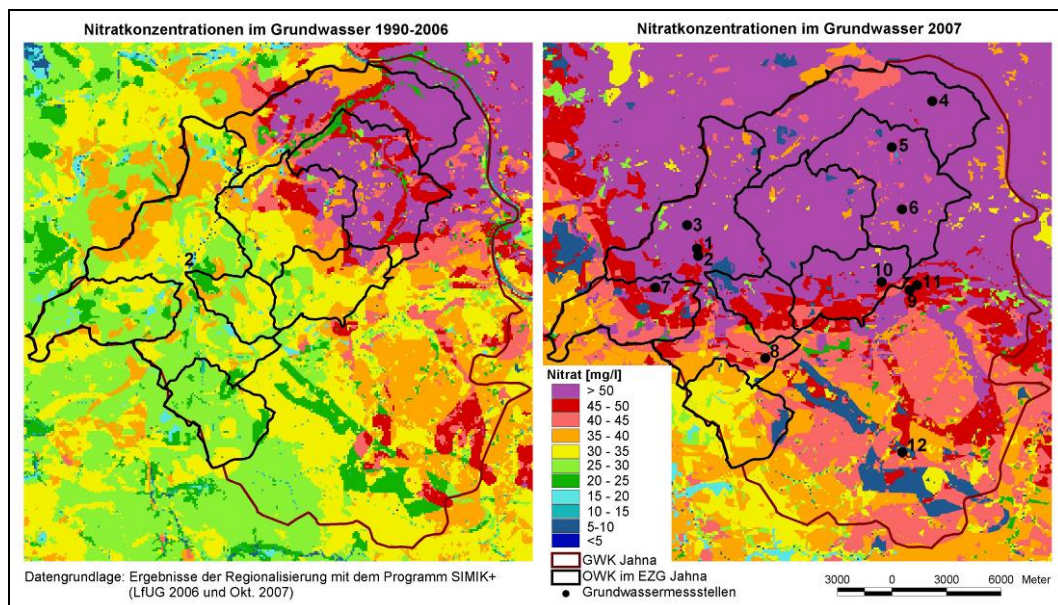 Nitratkonzentrationen im Grundwasser 1990-2006
2
Datengrundlage: Ergebnisse der Regionalisierung mit dem Programm SIMIK+
(LfUG 2006 und Okt. 2007)
Nitratkonzentrationen im Grundwasser 2007
4
5
6
3
1
2
10
11
7
9
8
12
Nitrat [mg/l]
> 50
45 - 50
40 - 45
35 - 40
30 - 35
25 - 30
20 - 25
15 - 20
10 - 15
5-10
<5
GWK Jahna
OWK im EZG Jahna
Grundwassermessstellen
3000 0 3000 6000 Meter